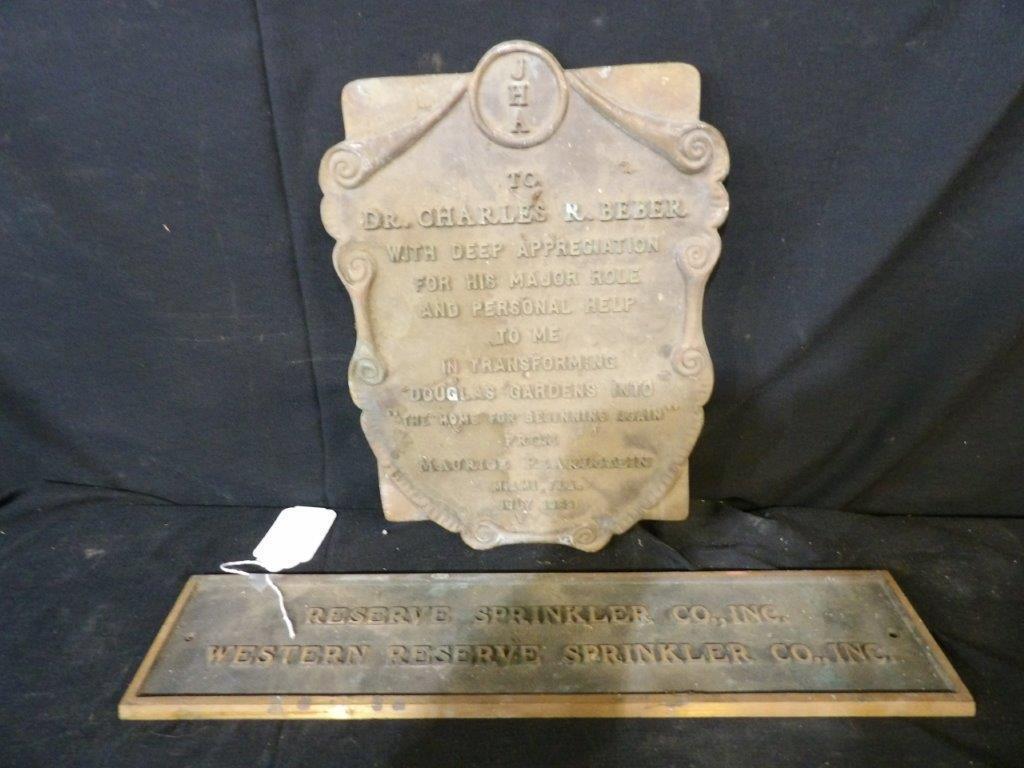 J
H
A
TO
DR. CHARLES R. BEBER
WITH DEEP APPRECIATION
FOR HIS MAJOR ROLE
AND PERSONAL HELP
TO ME
IN TRANSFORMING
DOUGLAS GARDENS INTO
"THE HOME FOR BEGINNING AGAIN"
FROM
MAURICE
MIAMI, FLA.
JULY
RESERVE SPRINKLER CO., INC.
WESTERN RESERVE SPRINKLER CO., INC.